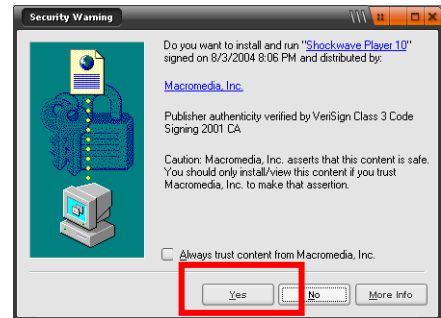 Security Warning
Do you want to install and run "Shockwave Player 10"
signed on 8/3/2004 8:06 PM and distributed by:
Macromedia, Inc.
Publisher authenticity verified by VeriSign Class 3 Code
Signing 2001 CA
Caution: Macromedia, Inc. asserts that this content is safe.
You should only install/view this content if you trust
Macromedia, Inc. to make that assertion.
Always trust content from Macromedia, Inc.
Yes No More Info